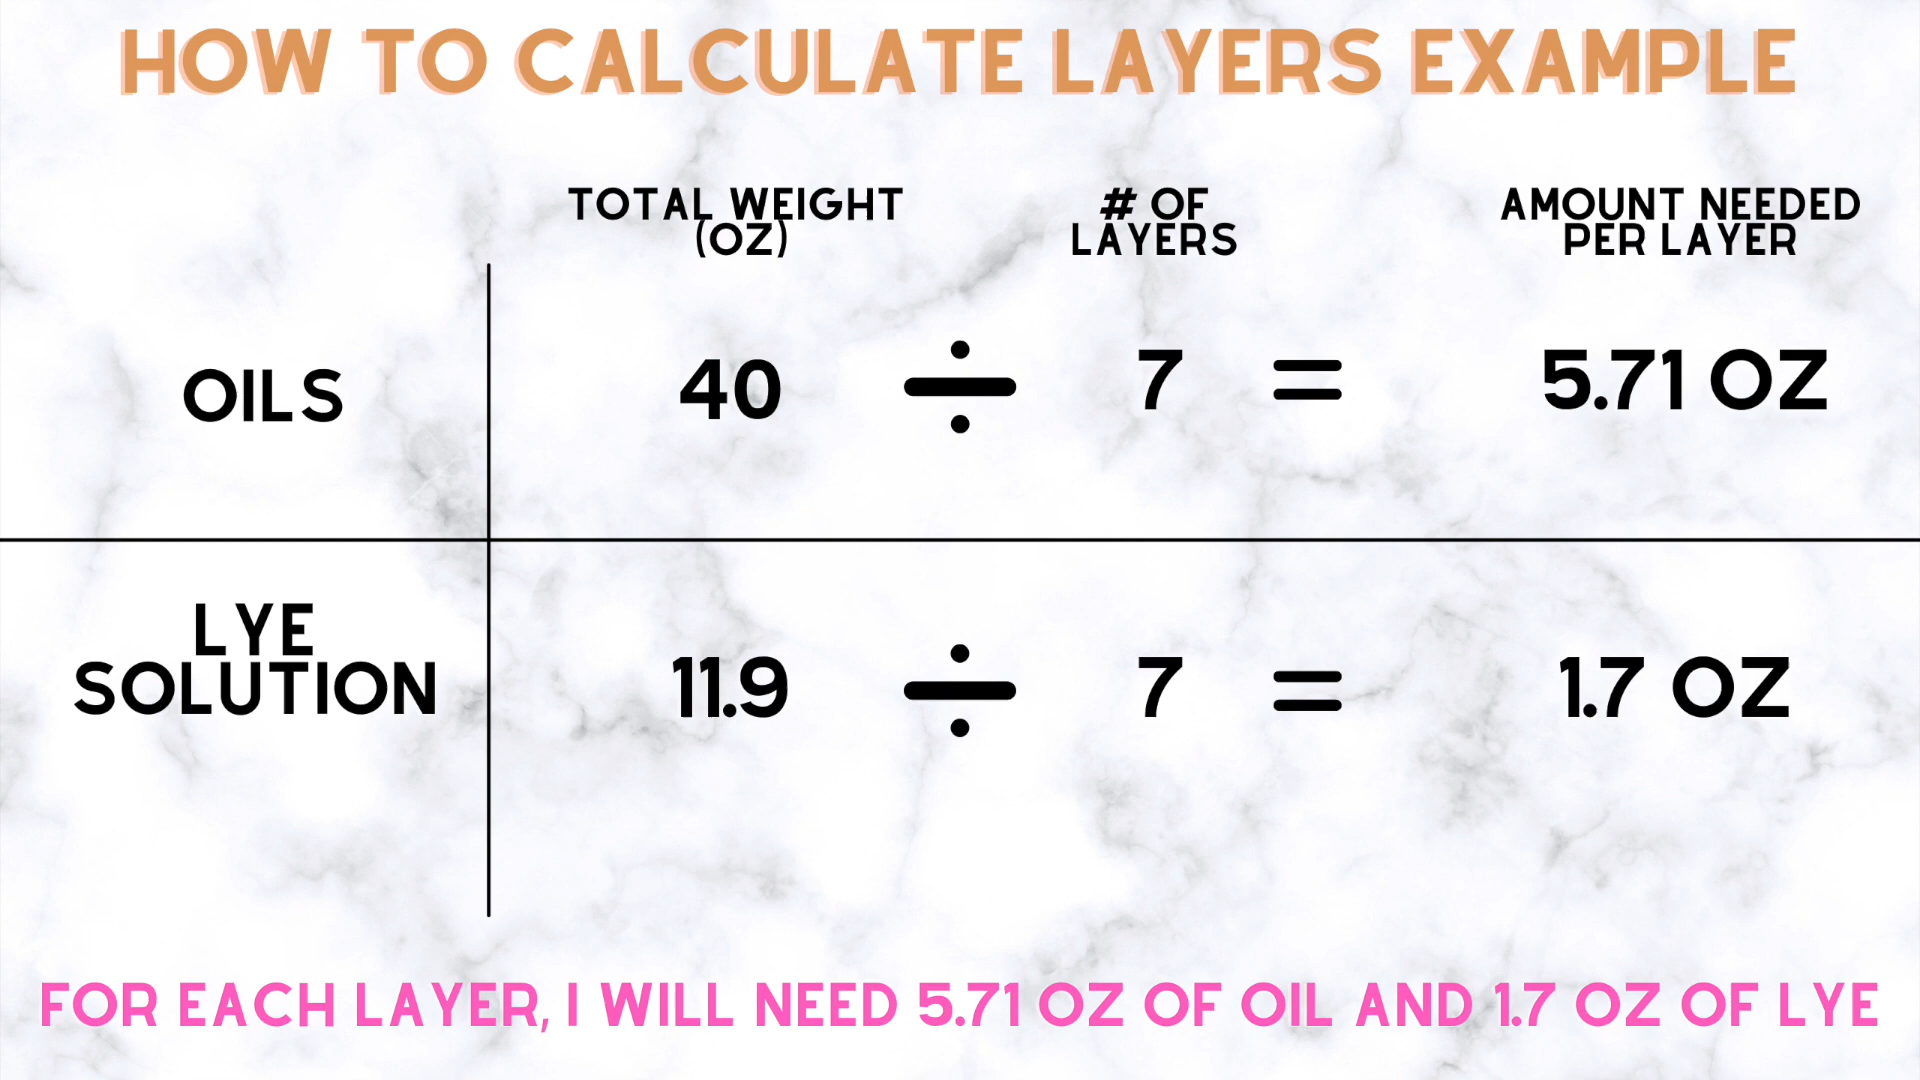 HOW TO CALCULATE LAYERS EXAMPLE
TOTAL WEIGHT
(OZ)
# OF
LAYERS
AMOUNT NEEDED
PER LAYER
OILS
40 ÷ 7 = 5.71 OZ
LYE
SOLUTION
11.9 ÷ 7 = 1.7 OZ
FOR EACH LAYER, I WILL NEED 5.71 OZ OF OIL AND 1.7 OZ OF LYE